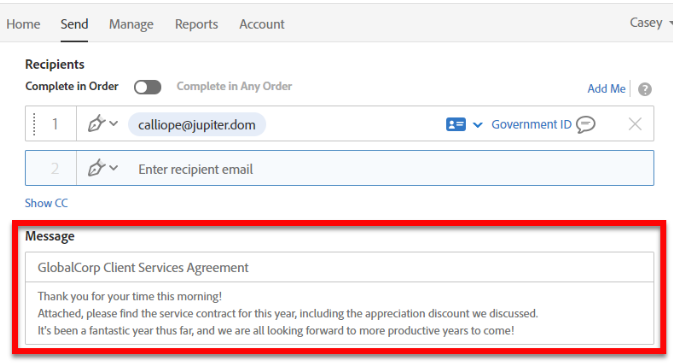 Home Send Manage Reports Account Casey
Recipients
Complete in Order Complete in Any Order Add Me ?
1 calliope@jupiter.dom Government ID
2 Enter recipient email
Show CC
Message
GlobalCorp Client Services Agreement
Thank you for your time this morning!
Attached, please find the service contract for this year, including the appreciation discount we discussed.
It's been a fantastic year thus far, and we are all looking forward to more productive years to come!